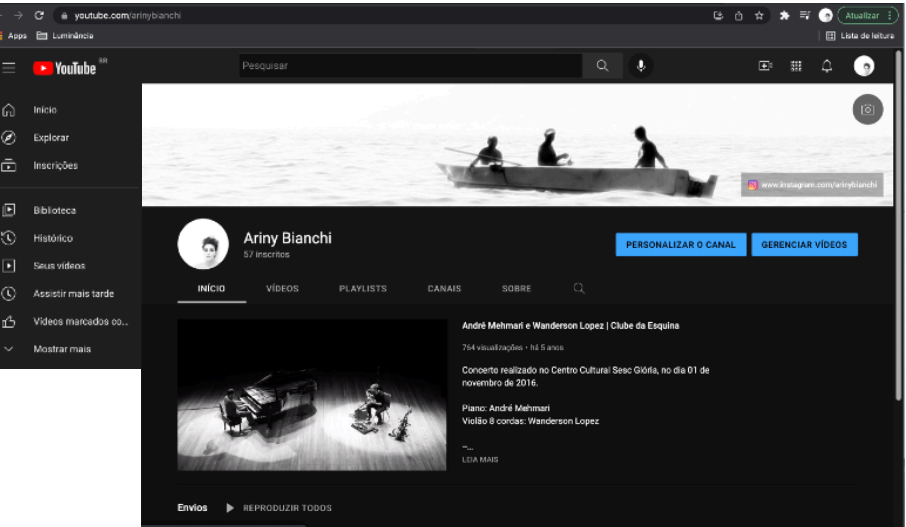 youtube.com/arinybianchi
Atualizar
Apps
Luminância
Lista de leitura
YouTube BR
Pesquisar
Início
Explorar
Inscrições
Biblioteca
Histórico
Seus vídeos
Assistir mais tarde
Vídeos marcados co...
Mostrar mais
www.instagram.com/arinybianchi
Ariny Bianchi
57 inscritos
PERSONALIZAR O CANAL
GERENCIAR VÍDEOS
INÍCIO
VÍDEOS
PLAYLISTS
CANAIS
SOBRE
André Mehmari e Wanderson Lopez | Clube da Esquina
764 visualizações • há 5 anos
Concerto realizado no Centro Cultural Sesc Glória, no dia 01 de
novembro de 2016.
Piano: André Mehmari
Violão 8 cordas: Wanderson Lopez
–...
LEIA MAIS
Envios
REPRODUZIR TODOS